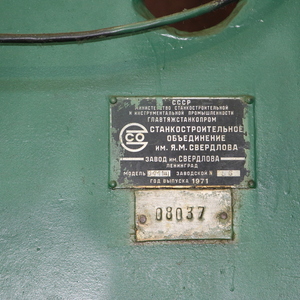 СССР
МИНИСТЕРСТВО СТАНКОСТРОИТЕЛЬНОЙ
И ИНСТРУМЕНТАЛЬНОЙ ПРОМЫШЛЕННОСТИ
ГЛАВТЯЖСТАНКОПРОМ
СТАНКОСТРОИТЕЛЬНОЕ
ОБЪЕДИНЕНИЕ
ИМ. Я.М. СВЕРДЛОВА
ЗАВОД ИМ. СВЕРДЛОВА
ЛЕНИНГРАД
МОДЕЛЬ ЗАВОДСКОЙ №
ГОД ВЫПУСКА 1971
08037